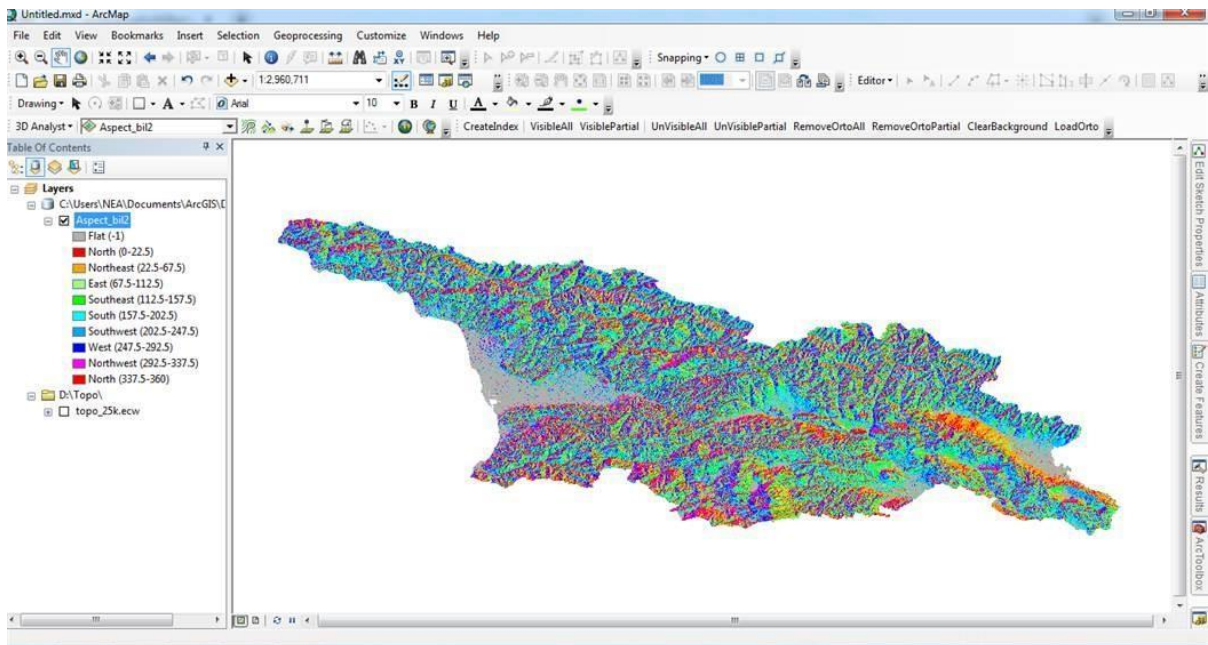 Untitled.mxd - ArcMap
File Edit View Bookmarks Insert Selection Geoprocessing Customize Windows Help
Snapping
1:2,960,711
Editor
Drawing A Arial 10 B I U A
3D Analyst Aspect_bil2 CreateIndex VisibleAll VisiblePartial UnVisibleAll UnVisiblePartial RemoveOrtoAll RemoveOrtoPartial ClearBackground LoadOrto
Table Of Contents
Layers
C:\Users\NEA\Documents\ArcGIS\D
Aspect_bil2
Flat (-1)
North (0-22.5)
Northeast (22.5-67.5)
East (67.5-112.5)
Southeast (112.5-157.5)
South (157.5-202.5)
Southwest (202.5-247.5)
West (247.5-292.5)
Northwest (292.5-337.5)
North (337.5-360)
D:\Topo\
topo_25k.ecw
Edit Sketch Properties
Attributes
Create Features
Results
ArcToolbox